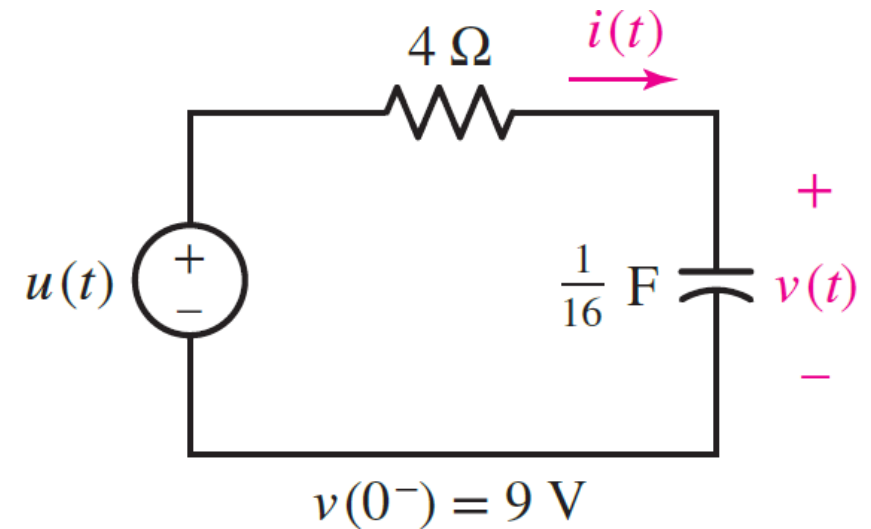 4 Ω
i(t)
u(t)
+
−
1/16 F
+
v(t)
−
v(0⁻) = 9 V